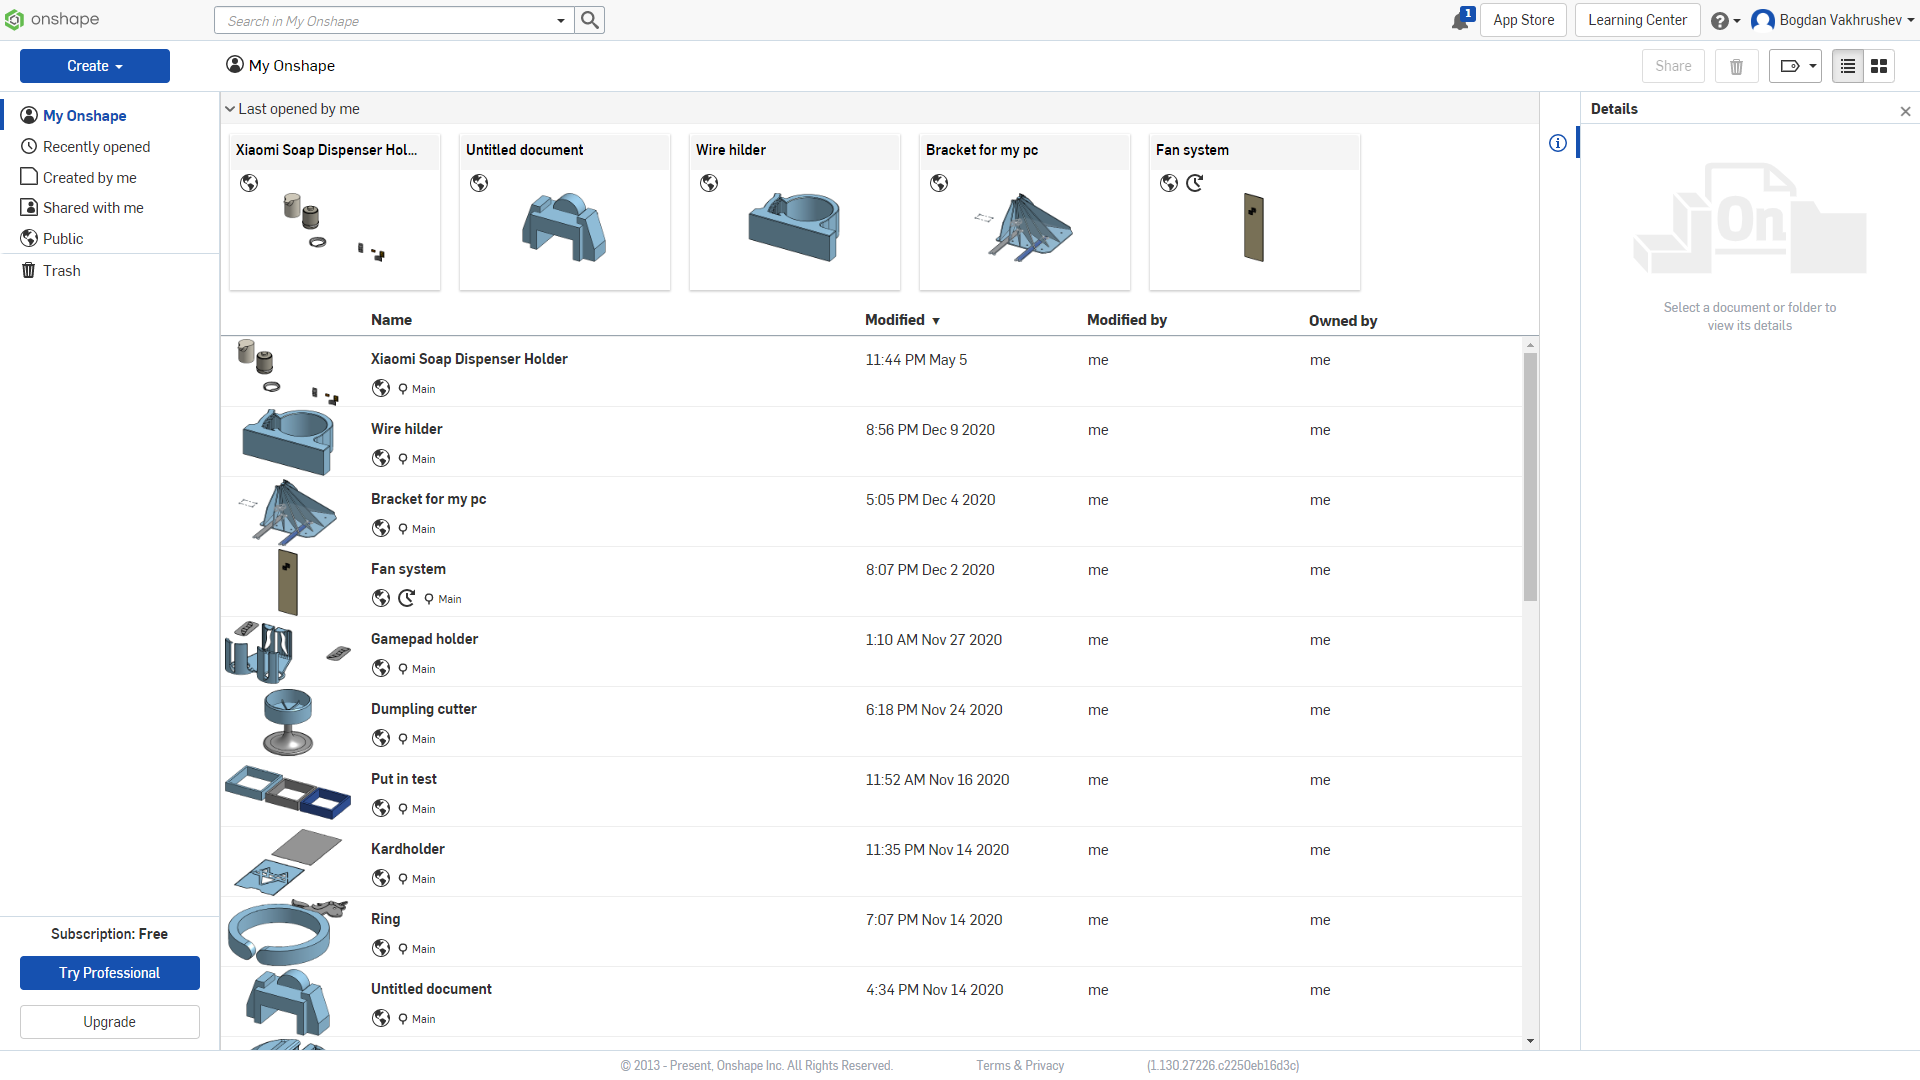 onshape
Search in My Onshape
1
App Store
Learning Center
Bogdan Vakhrushev
Create
My Onshape
Share
My Onshape
Recently opened
Created by me
Shared with me
Public
Trash
Last opened by me
Xiaomi Soap Dispenser Hol...
Untitled document
Wire hilder
Bracket for my pc
Fan system
Name
Modified ▼
Modified by
Owned by
Xiaomi Soap Dispenser Holder
Main
11:44 PM May 5
me
me
Wire hilder
Main
8:56 PM Dec 9 2020
me
me
Bracket for my pc
Main
5:05 PM Dec 4 2020
me
me
Fan system
Main
8:07 PM Dec 2 2020
me
me
Gamepad holder
Main
1:10 AM Nov 27 2020
me
me
Dumpling cutter
Main
6:18 PM Nov 24 2020
me
me
Put in test
Main
11:52 AM Nov 16 2020
me
me
Kardholder
Main
11:35 PM Nov 14 2020
me
me
Ring
Main
7:07 PM Nov 14 2020
me
me
Untitled document
Main
4:34 PM Nov 14 2020
me
me
Details
On
Select a document or folder to
view its details
Subscription: Free
Try Professional
Upgrade
© 2013 - Present, Onshape Inc. All Rights Reserved.
Terms & Privacy
(1.130.27226.c2250eb16d3c)